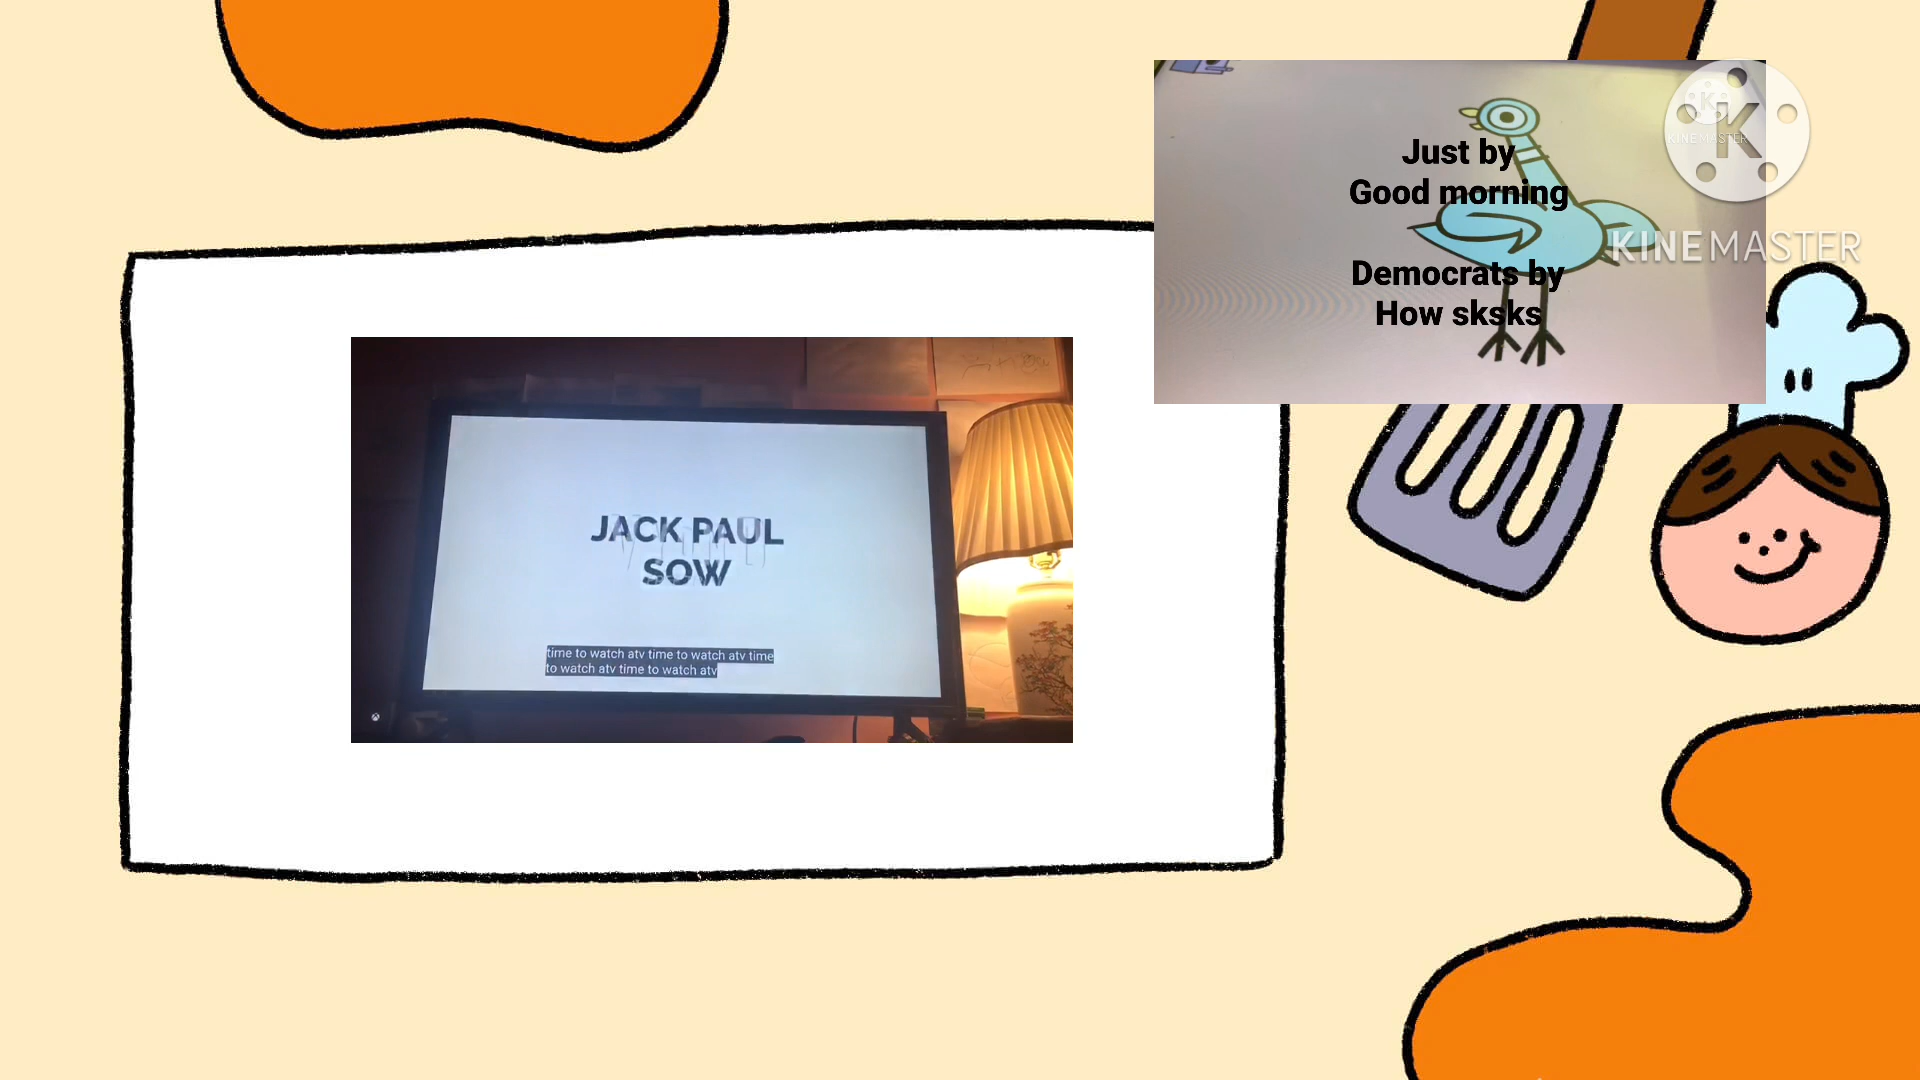 Just by
Good morning
Democrats by
How sksks
K
K
KINEMASTER
KINEMASTER
JACK PAUL
SOW
time to watch atv time to watch atv time
to watch atv time to watch atv